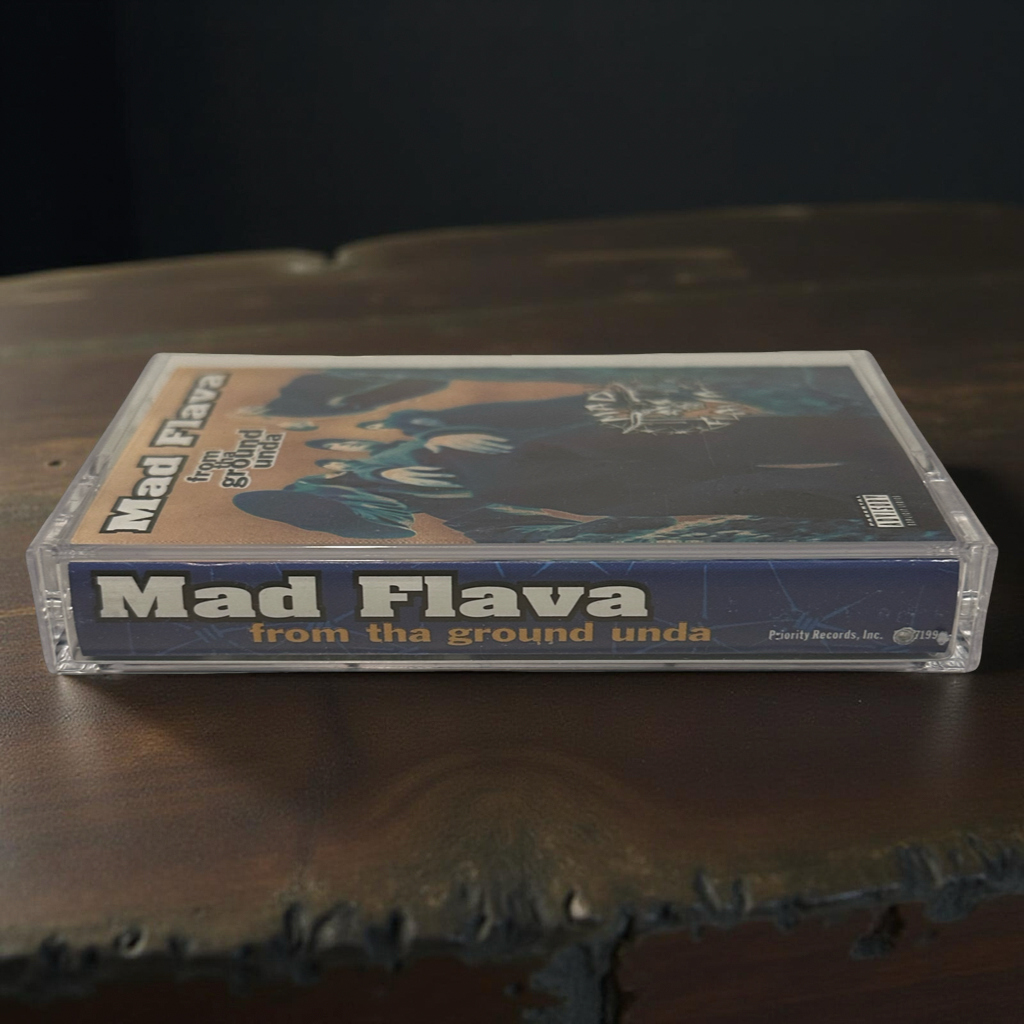 Mad Flava
from
tha
ground
unda
Mad Flava
from tha ground unda
Priority Records, Inc.